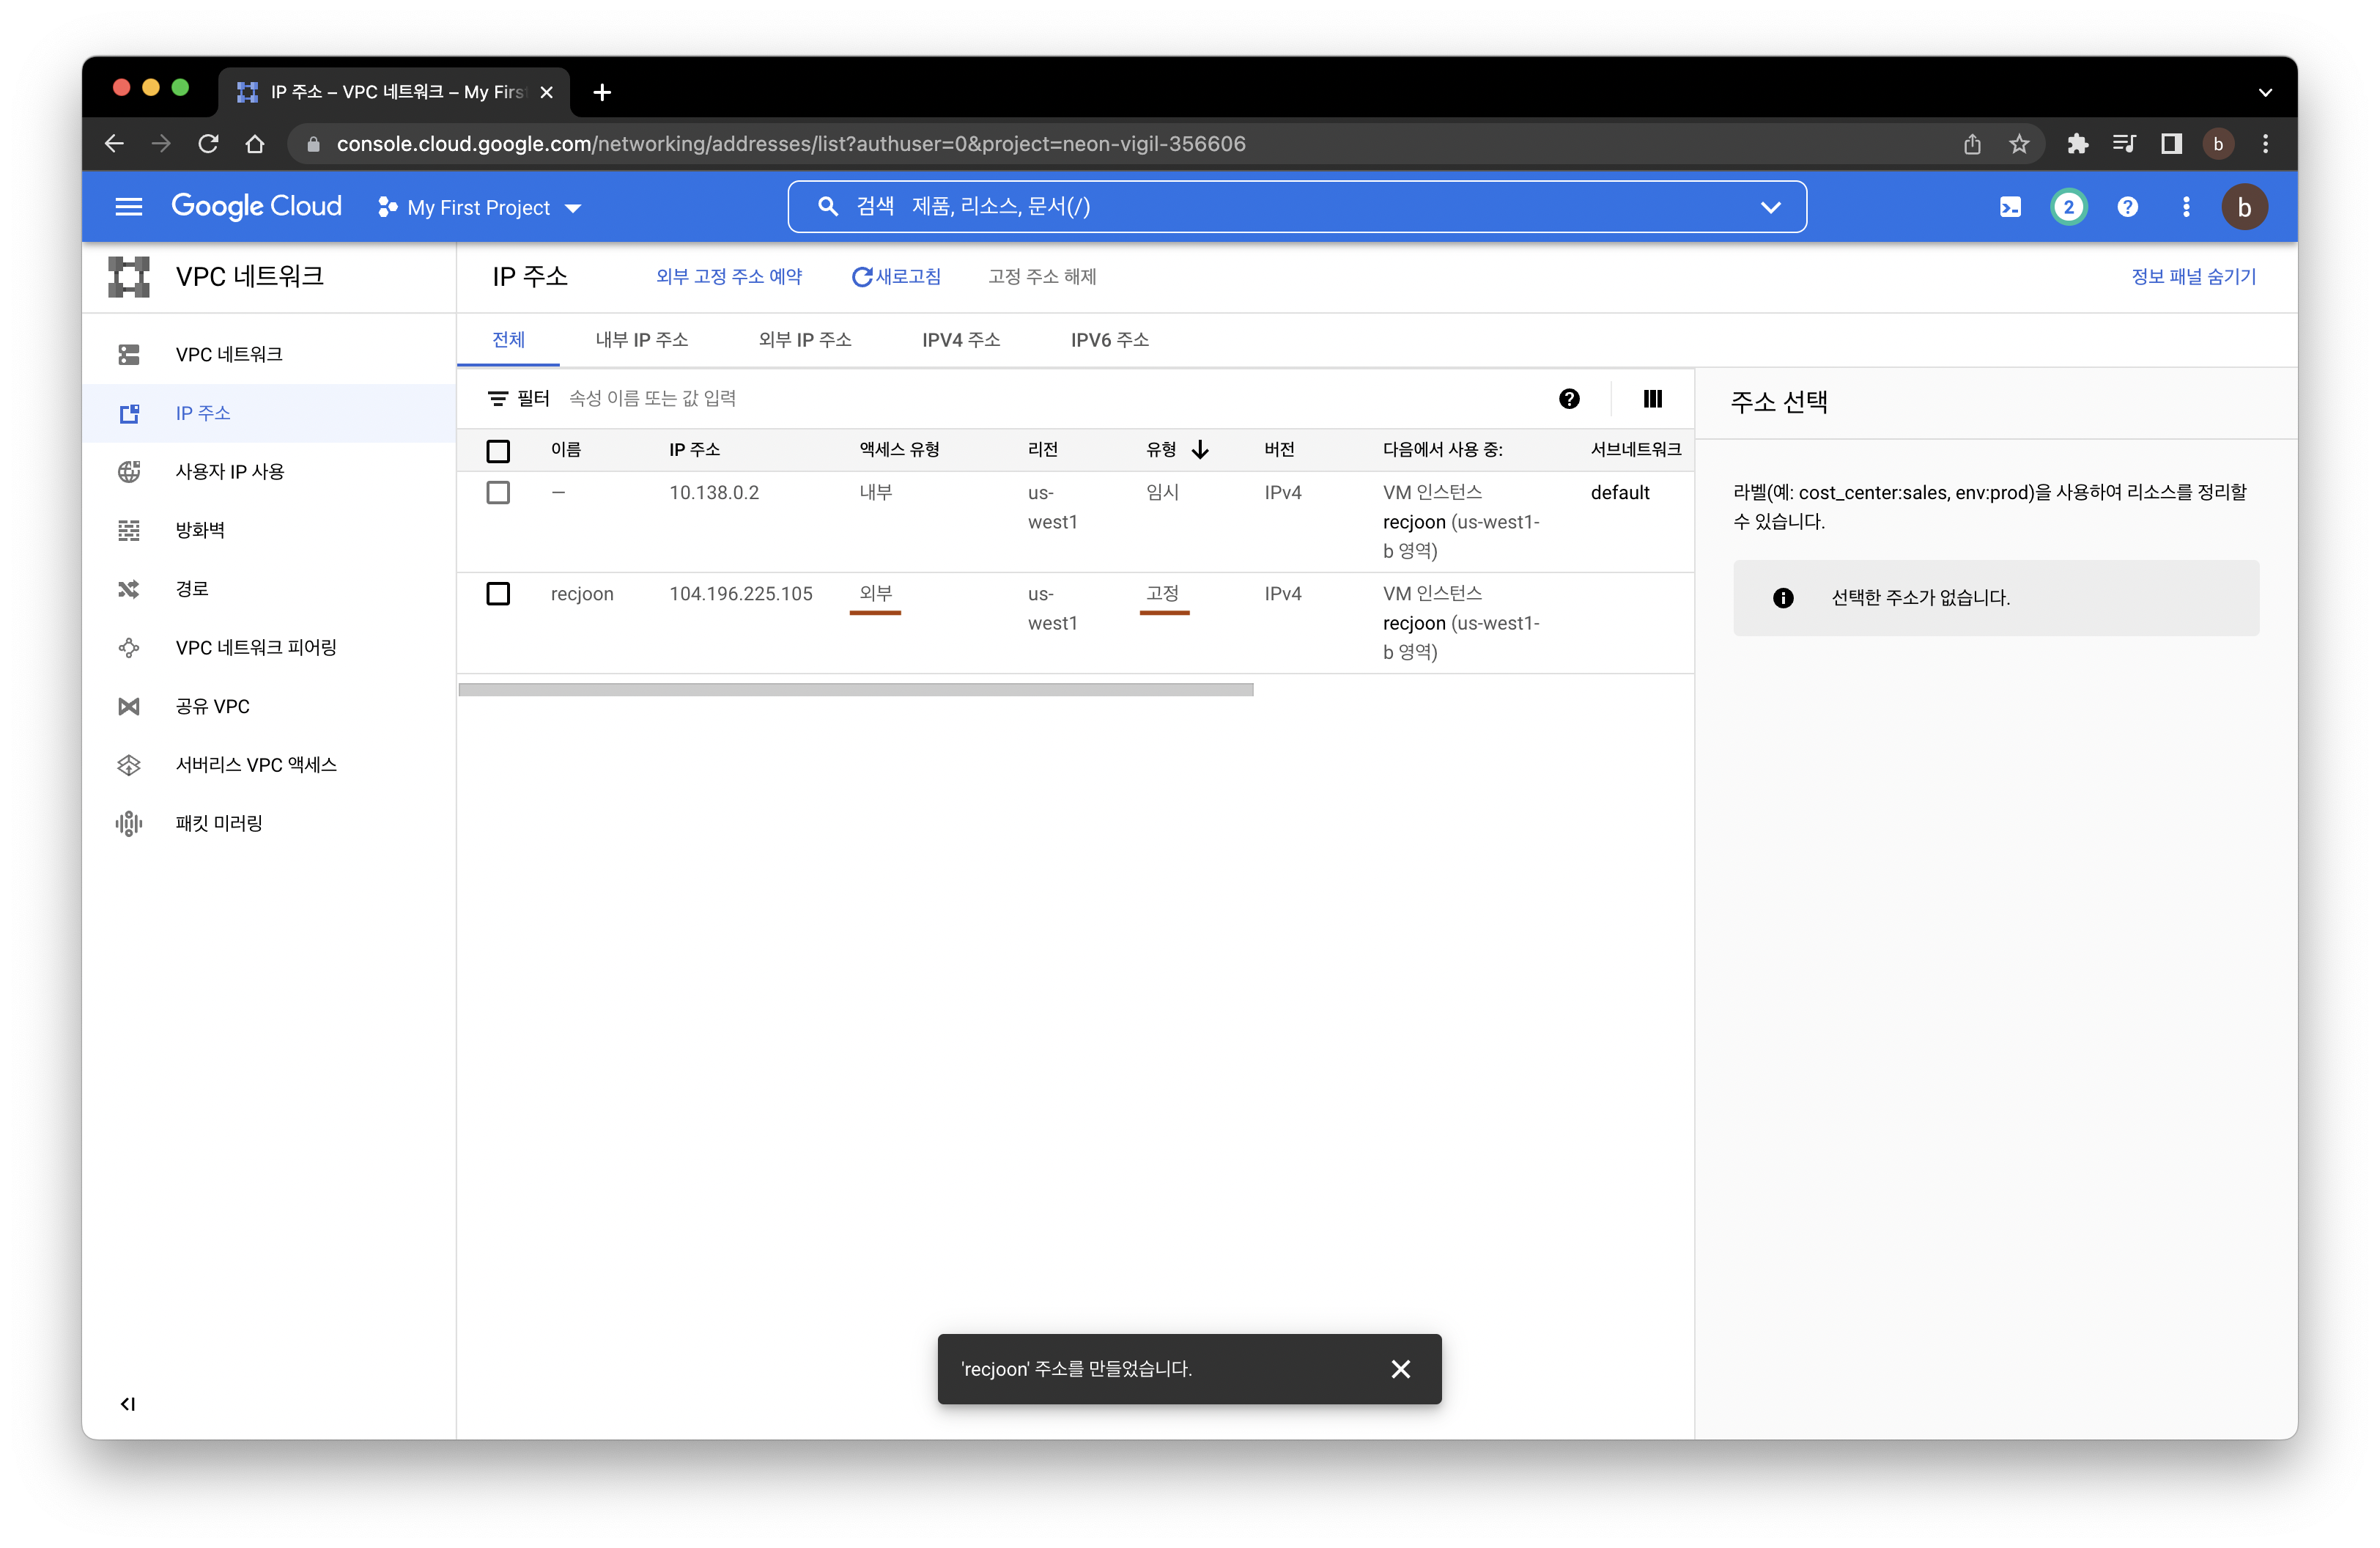 IP 주소 – VPC 네트워크 – My Firs
console.cloud.google.com/networking/addresses/list?authuser=0&project=neon-vigil-356606
b
Google Cloud
My First Project
검색 제품, 리소스, 문서(/)
2
b
VPC 네트워크
IP 주소
외부 고정 주소 예약
새로고침
고정 주소 해제
정보 패널 숨기기
VPC 네트워크
IP 주소
사용자 IP 사용
방화벽
경로
VPC 네트워크 피어링
공유 VPC
서버리스 VPC 액세스
패킷 미러링
전체
내부 IP 주소
외부 IP 주소
IPV4 주소
IPV6 주소
필터 속성 이름 또는 값 입력
이름 IP 주소 액세스 유형 리전 유형 버전 다음에서 사용 중: 서브네트워크
— 10.138.0.2 내부 us- 임시 IPv4 VM 인스턴스 default
west1 recjoon (us-west1-
b 영역)
recjoon 104.196.225.105 외부 us- 고정 IPv4 VM 인스턴스
west1 recjoon (us-west1-
b 영역)
주소 선택
라벨(예: cost_center:sales, env:prod)을 사용하여 리소스를 정리할
수 있습니다.
선택한 주소가 없습니다.
'recjoon' 주소를 만들었습니다.